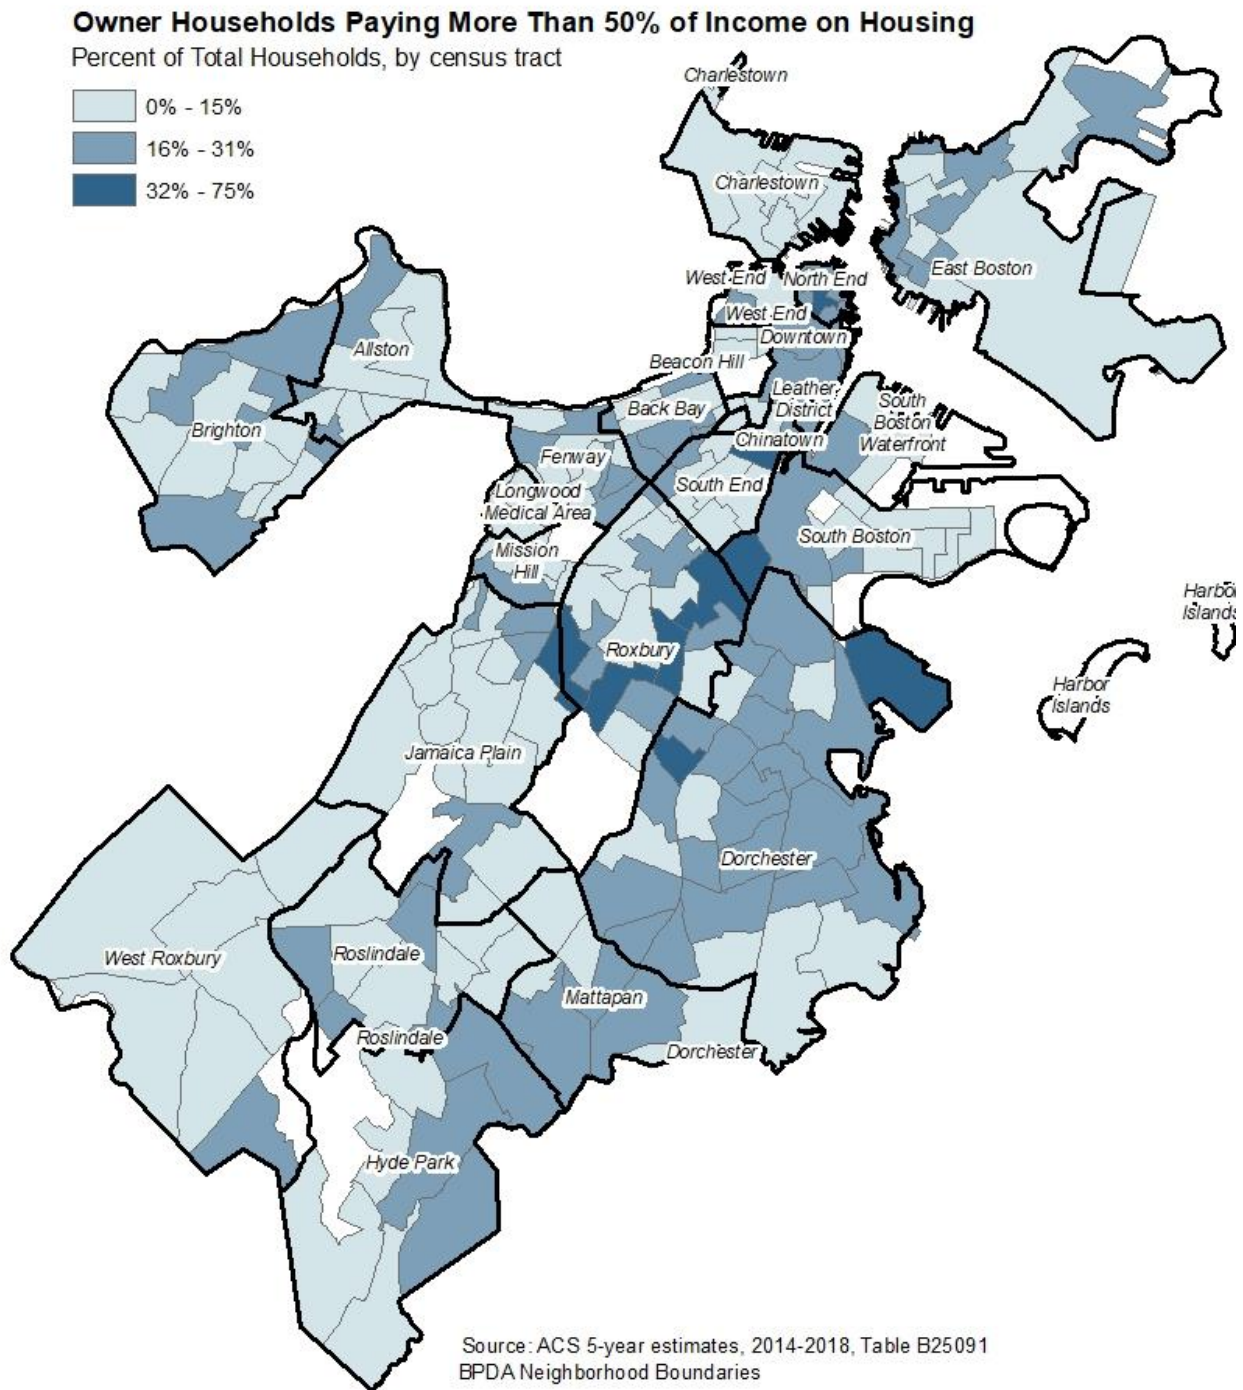 Owner Households Paying More Than 50% of Income on Housing
Percent of Total Households, by census tract
0% - 15%
16% - 31%
32% - 75%
Charlestown
Charlestown
West End
North End
East Boston
West End
Downtown
Allston
Beacon Hill
Back Bay
Leather
District
South
Boston
Waterfront
Brighton
Chinatown
Fenway
South End
Longwood
Medical Area
South Boston
Mission
Hill
Harbor
Islands
Roxbury
Harbor
Islands
Jamaica Plain
Dorchester
West Roxbury
Roslindale
Mattapan
Roslindale
Dorchester
Hyde Park
Source: ACS 5-year estimates, 2014-2018, Table B25091
BPDA Neighborhood Boundaries